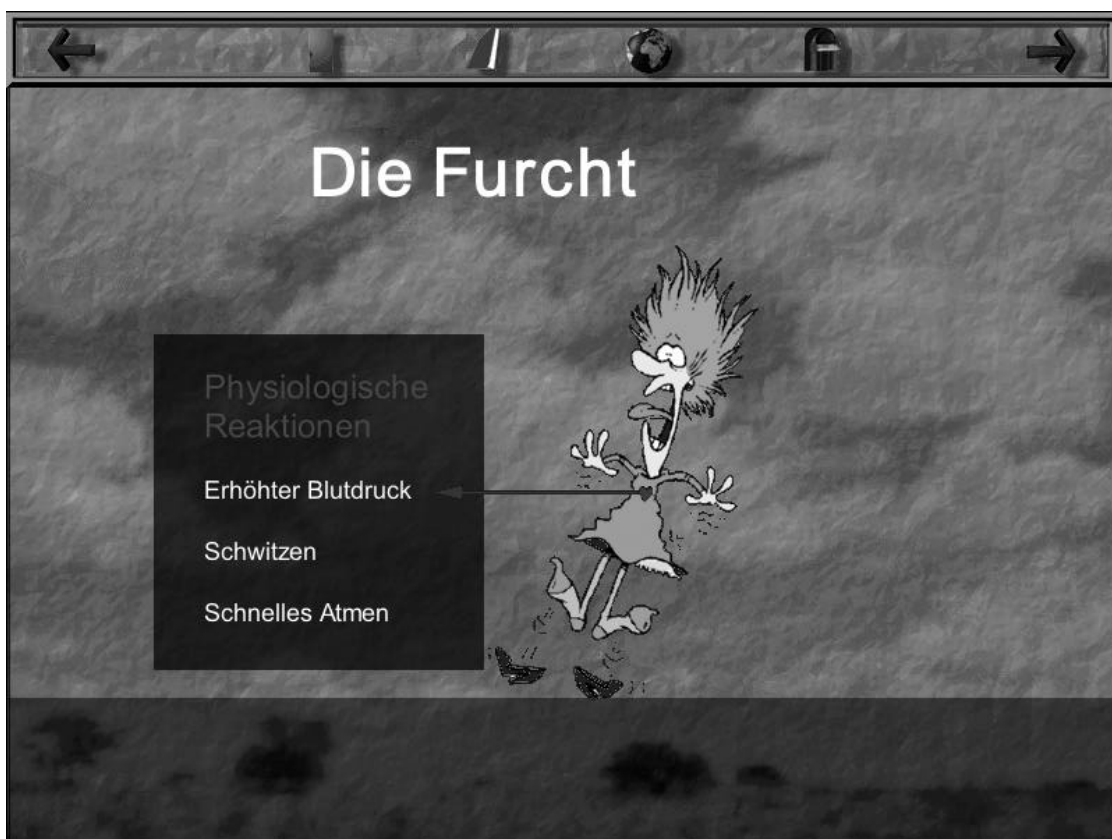 Die Furcht
Physiologische
Reaktionen
Erhöhter Blutdruck
Schwitzen
Schnelles Atmen